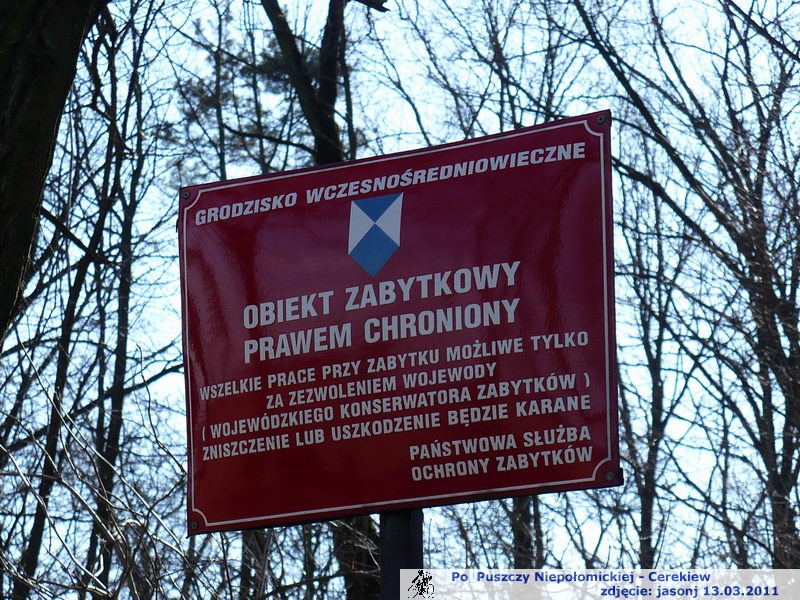 GRODZISKO WCZESNOŚREDNIOWIECZNE
OBIEKT ZABYTKOWY
PRAWEM CHRONIONY
WSZELKIE PRACE PRZY ZABYTKU MOŻLIWE TYLKO
ZA ZEZWOLENIEM WOJEWODY
( WOJEWÓDZKIEGO KONSERWATORA ZABYTKÓW )
ZNISZCZENIE LUB USZKODZENIE BĘDZIE KARANE
PAŃSTWOWA SŁUŻBA
OCHRONY ZABYTKÓW
Po Puszczy Niepołomickiej - Cerekiew
zdjęcie: jasonj 13.03.2011